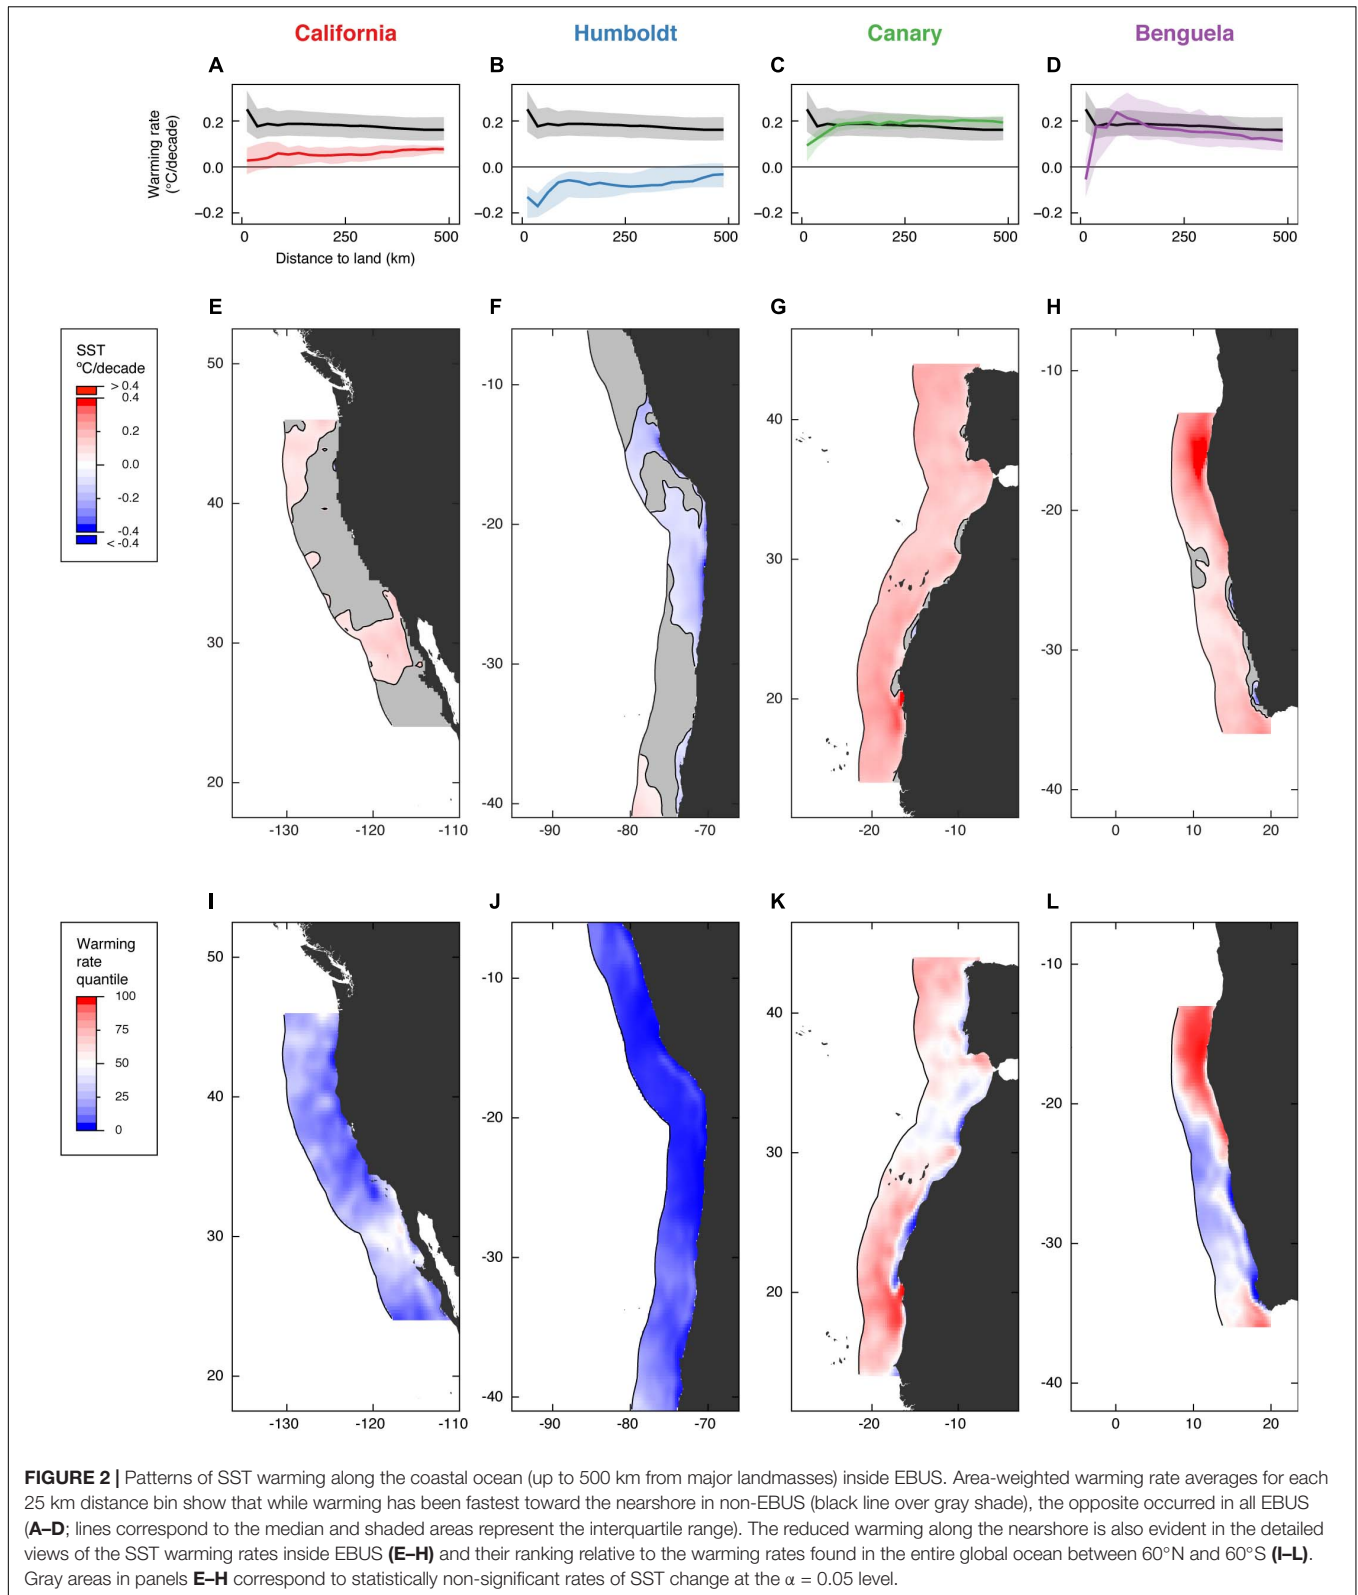 California Humboldt Canary Benguela
A B C D
Warming rate
(°C/decade)
0.2 0.2 0.2 0.2
0.0 0.0 0.0 0.0
−0.2 −0.2 −0.2 −0.2
0 250 500 0 250 500 0 250 500 0 250 500
Distance to land (km)
E F G H
SST
ºC/decade
> 0.4
0.4
0.2
0.0
-0.2
-0.4
< -0.4
50
40
30
20
-10
-20
-30
-40
40
30
20
-10
-20
-30
-40
-130 -120 -110 -90 -80 -70 -20 -10 0 10 20
I J K L
Warming
rate
quantile
100
75
50
25
0
50
40
30
20
-10
-20
-30
-40
40
30
20
-10
-20
-30
-40
-130 -120 -110 -90 -80 -70 -20 -10 0 10 20
FIGURE 2 | Patterns of SST warming along the coastal ocean (up to 500 km from major landmasses) inside EBUS. Area-weighted warming rate averages for each
25 km distance bin show that while warming has been fastest toward the nearshore in non-EBUS (black line over gray shade), the opposite occurred in all EBUS
(A–D; lines correspond to the median and shaded areas represent the interquartile range). The reduced warming along the nearshore is also evident in the detailed
views of the SST warming rates inside EBUS (E–H) and their ranking relative to the warming rates found in the entire global ocean between 60°N and 60°S (I–L).
Gray areas in panels E–H correspond to statistically non-significant rates of SST change at the α = 0.05 level.